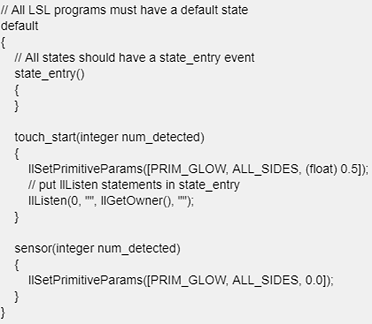 // All LSL programs must have a default state
default
{
    // All states should have a state_entry event
    state_entry()
    {
    }

    touch_start(integer num_detected)
    {
        llSetPrimitiveParams([PRIM_GLOW, ALL_SIDES, (float) 0.5]);
        // put llListen statements in state_entry
        llListen(0, "", llGetOwner(), "");
    }

    sensor(integer num_detected)
    {
        llSetPrimitiveParams([PRIM_GLOW, ALL_SIDES, 0.0]);
    }
}